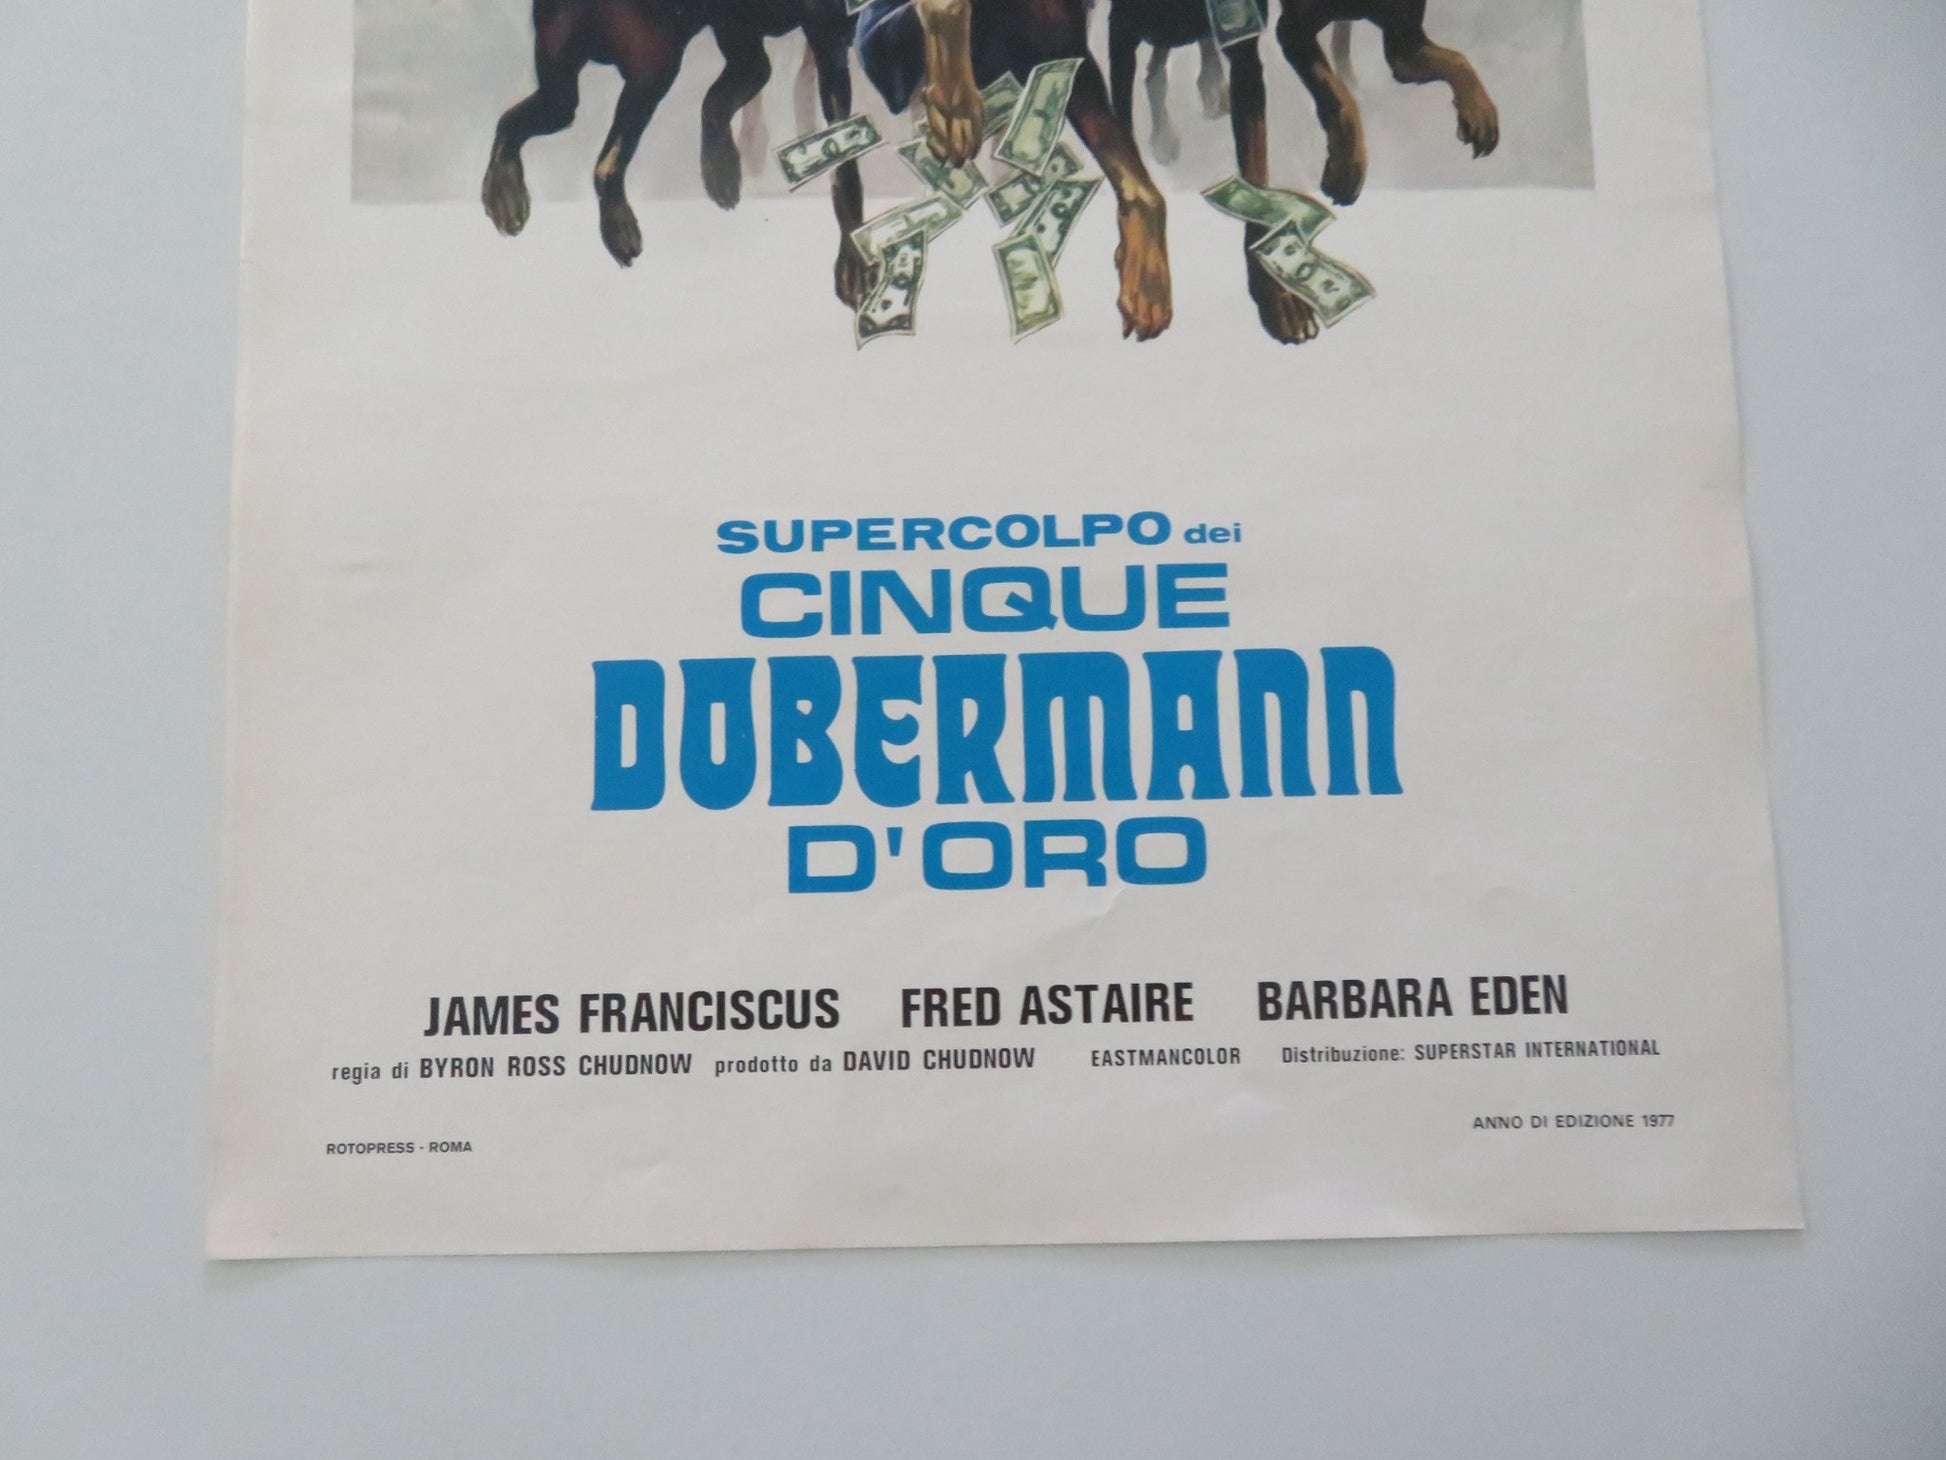 SUPERCOLPO dei
CINQUE
DOBERMANN
D'ORO
JAMES FRANCISCUS FRED ASTAIRE BARBARA EDEN
regia di BYRON ROSS CHUDNOW prodotto da DAVID CHUDNOW EASTMANCOLOR Distribuzione: SUPERSTAR INTERNATIONAL
ANNO DI EDIZIONE 1977
ROTOPRESS - ROMA